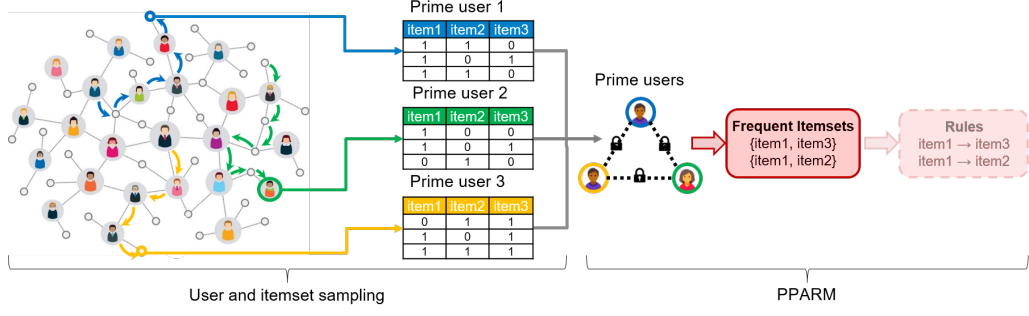 Prime user 1
item1 item2 item3
1 1 0
1 0 1
1 1 0
Prime user 2
item1 item2 item3
1 0 0
1 0 1
0 1 0
Prime user 3
item1 item2 item3
0 1 1
1 0 1
1 1 1
User and itemset sampling
Prime users
Frequent Itemsets
{item1, item3}
{item1, item2}
Rules
item1 → item3
item1 → item2
PPARM